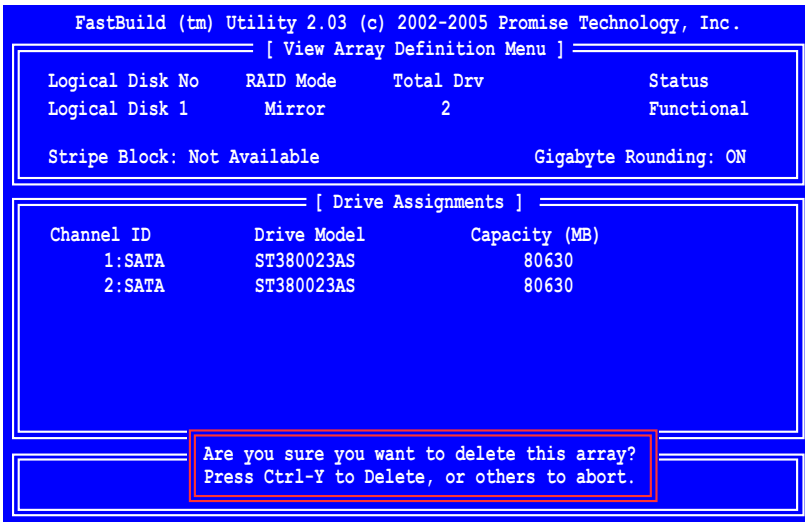 FastBuild (tm) Utility 2.03 (c) 2002-2005 Promise Technology, Inc.
[ View Array Definition Menu ]
Logical Disk No RAID Mode Total Drv Status
Logical Disk 1 Mirror 2 Functional
Stripe Block: Not Available Gigabyte Rounding: ON
[ Drive Assignments ]
Channel ID Drive Model Capacity (MB)
1:SATA ST380023AS 80630
2:SATA ST380023AS 80630
Are you sure you want to delete this array?
Press Ctrl-Y to Delete, or others to abort.